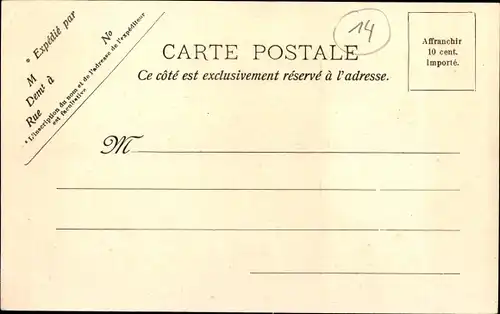 * Expédié par
M
Demt à
Rue No
* L'inscription du nom et de l'adresse de l'expéditeur
est facultative
14
CARTE POSTALE
Ce côté est exclusivement réservé à l'adresse.
Affranchir
10 cent.
Importé.
M